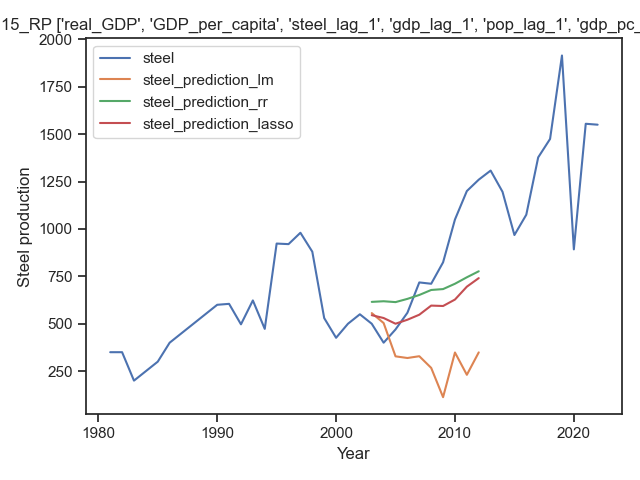 15_RP ['real_GDP', 'GDP_per_capita', 'steel_lag_1', 'gdp_lag_1', 'pop_lag_1', 'gdp_pc_
2000
1750
1500
1250
1000
750
500
250
Steel production
steel
steel_prediction_lm
steel_prediction_rr
steel_prediction_lasso
1980
1990
2000
2010
2020
Year